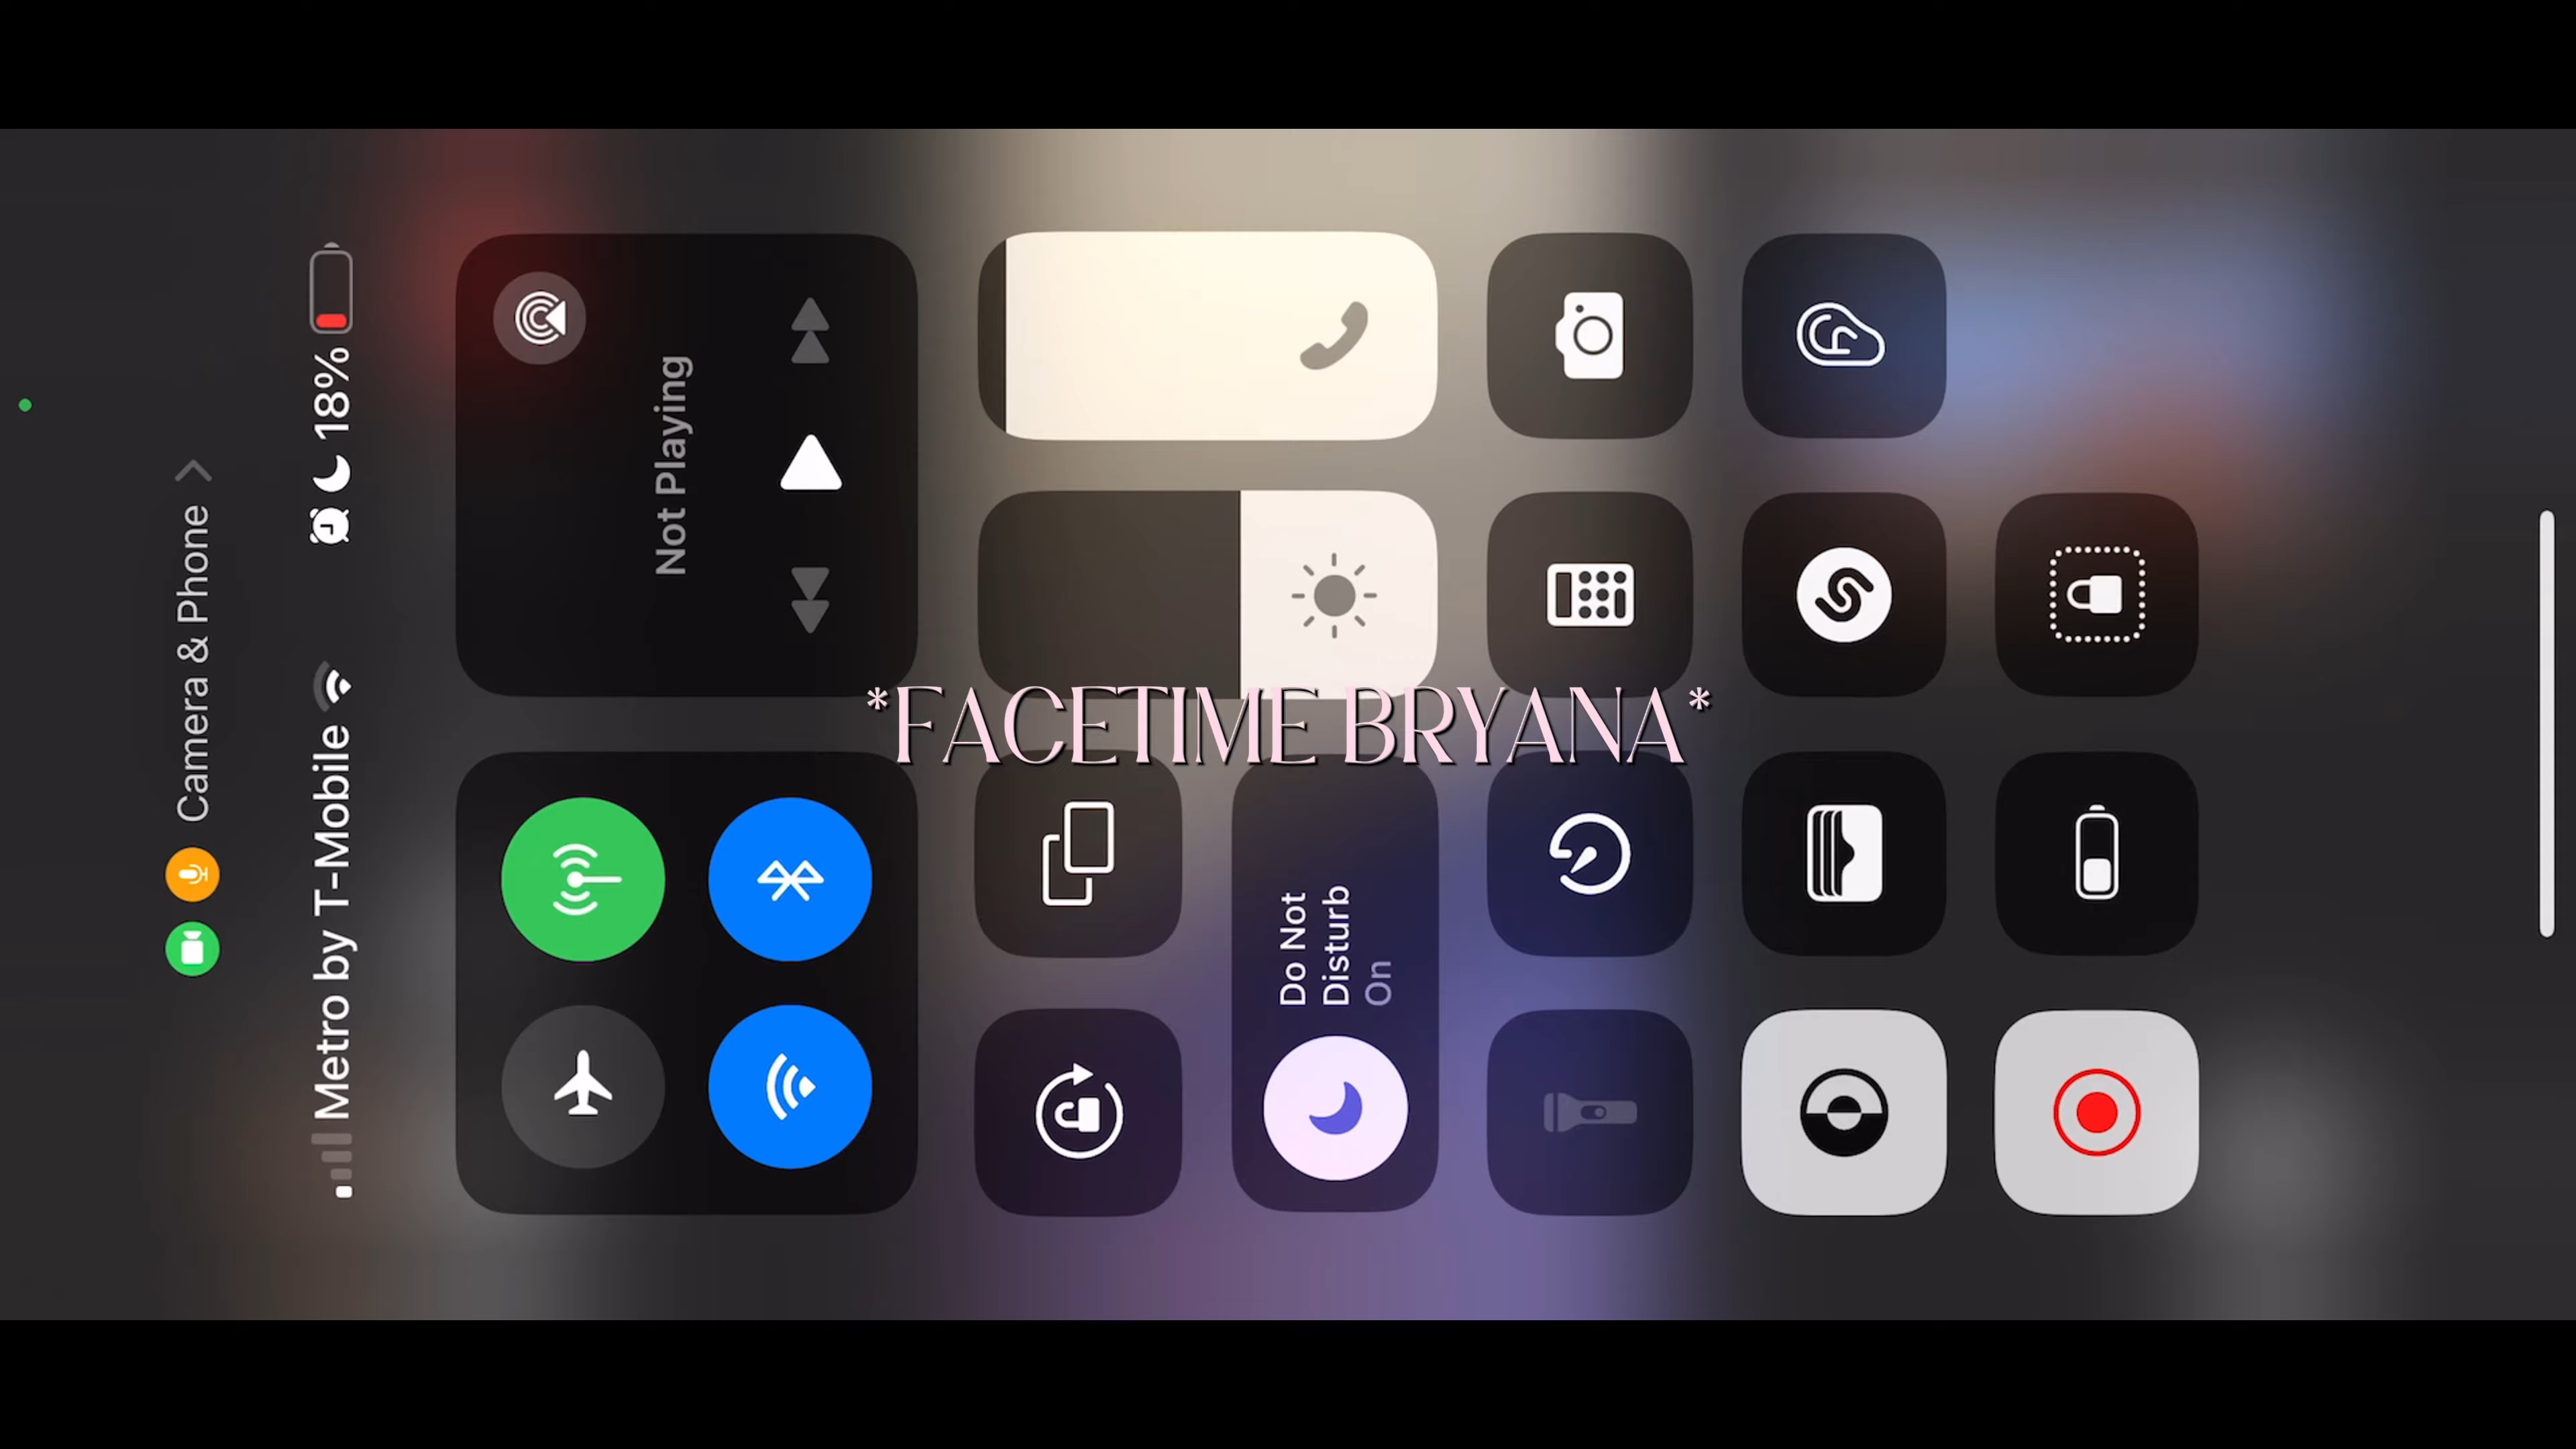 Camera & Phone >
Metro by T-Mobile
18%
Not Playing
*FACETIME BRYANA*
Do Not
Disturb
On